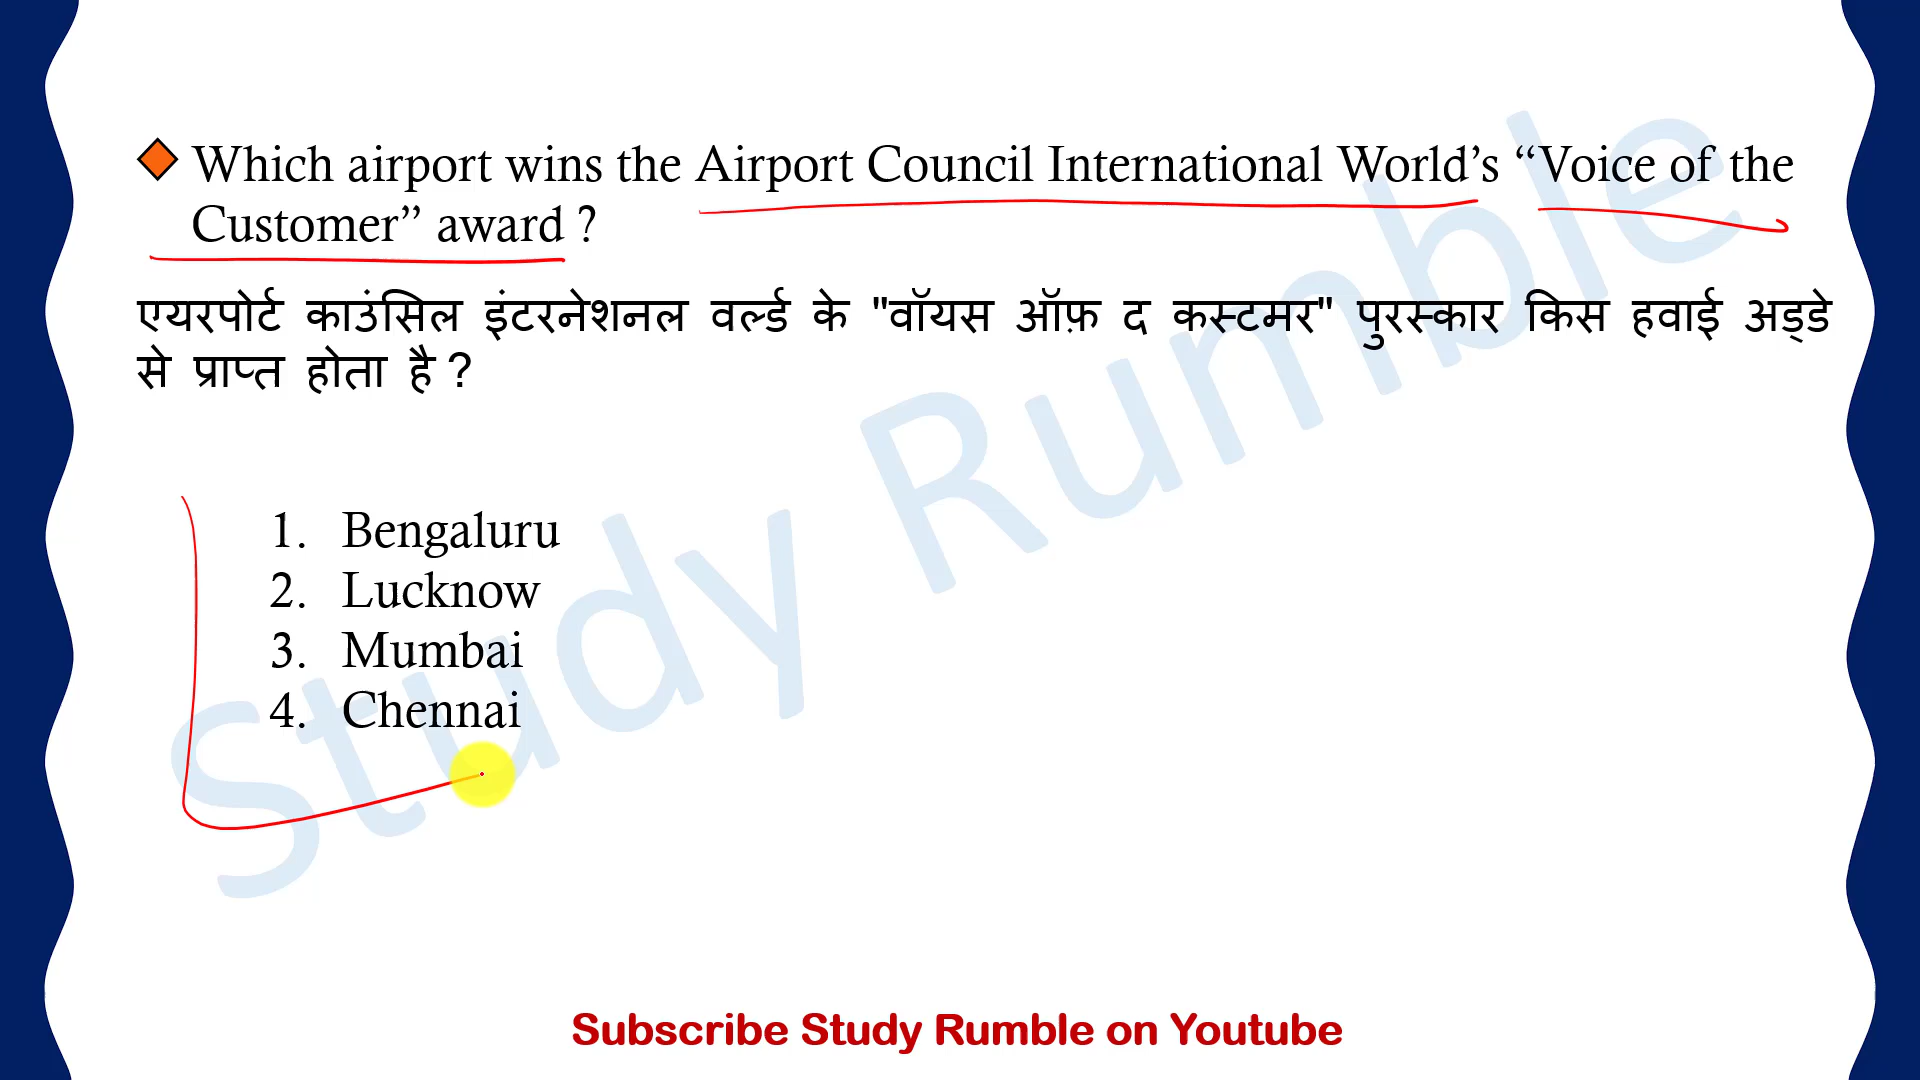 Which airport wins the Airport Council International World’s “Voice of the
Customer” award ?
एयरपोर्ट काउंसिल इंटरनेशनल वर्ल्ड के "वॉयस ऑफ़ द कस्टमर" पुरस्कार किस हवाई अड्डे
से प्राप्त होता है ?
1. Bengaluru
2. Lucknow
3. Mumbai
4. Chennai
Study Rumble
Subscribe Study Rumble on Youtube